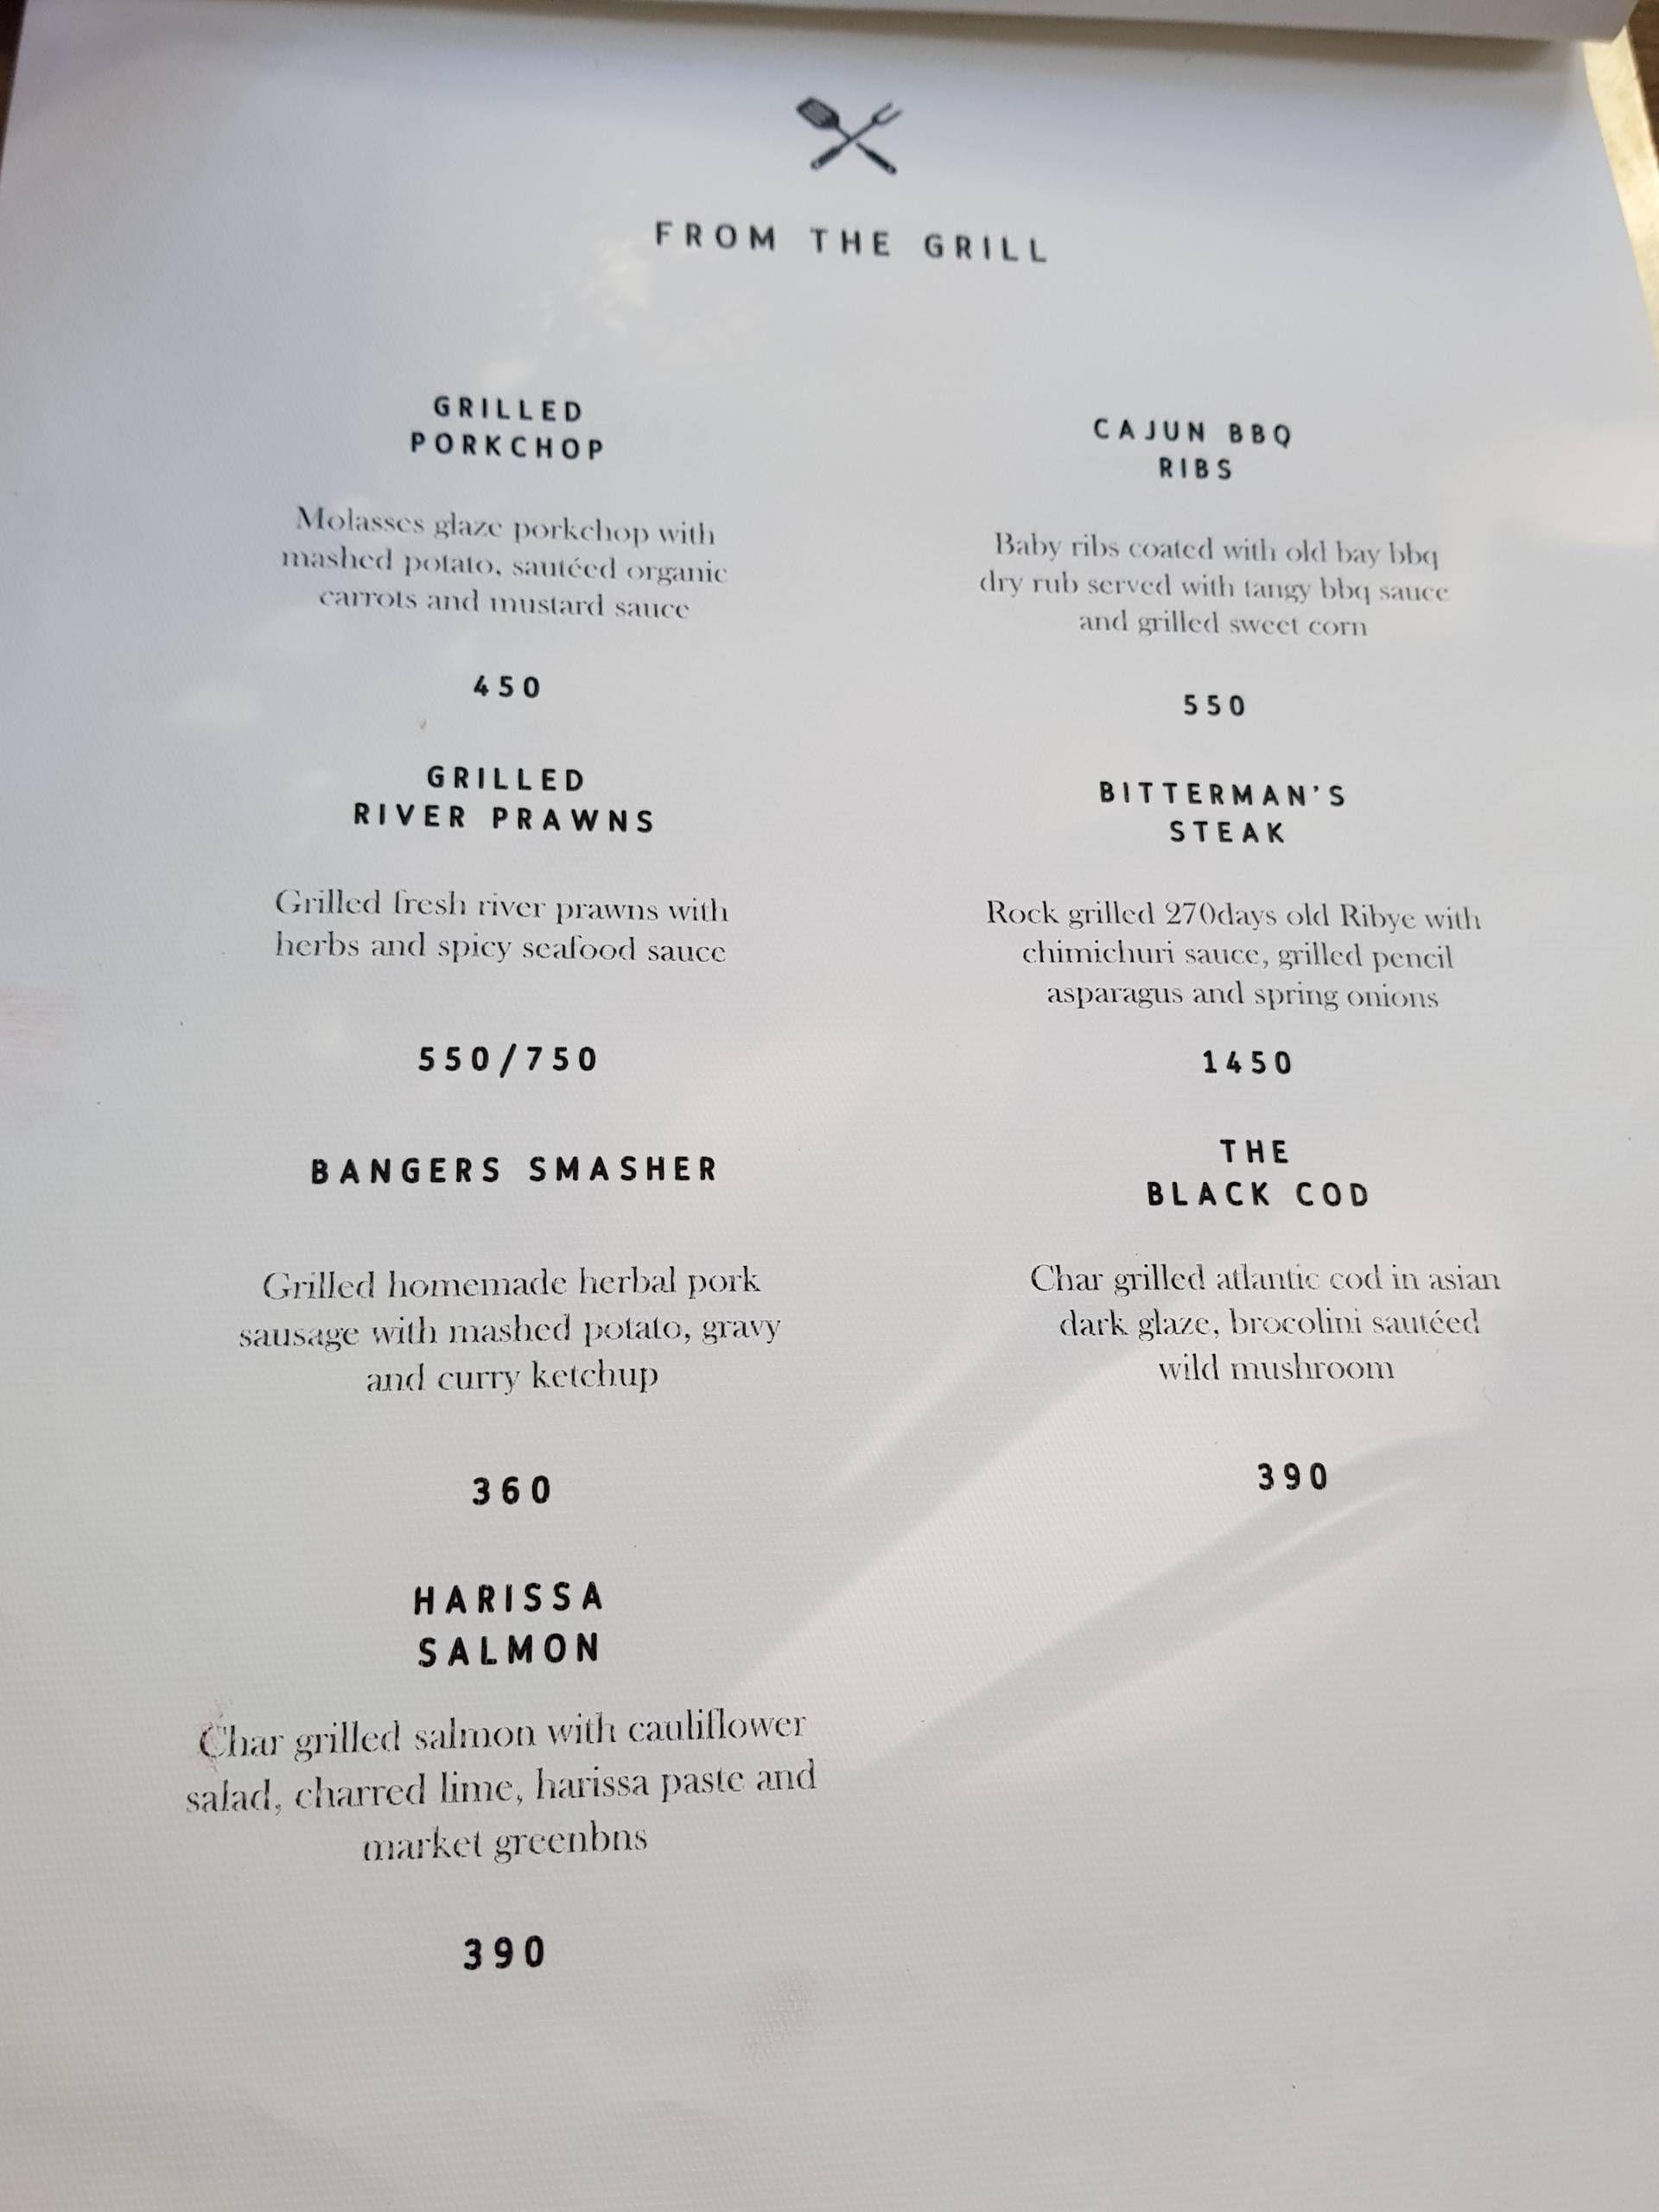 FROM THE GRILL
GRILLED
PORKCHOP
Molasses glaze porkchop with
mashed potato, sautéed organic
carrots and mustard sauce
450
GRILLED
RIVER PRAWNS
Grilled fresh river prawns with
herbs and spicy seafood sauce
550/750
BANGERS SMASHER
Grilled homemade herbal pork
sausage with mashed potato, gravy
and curry ketchup
360
HARISSA
SALMON
Char grilled salmon with cauliflower
salad, charred lime, harissa paste and
market greenbns
390
CAJUN BBQ
RIBS
Baby ribs coated with old bay bbq
dry rub served with tangy bbq sauce
and grilled sweet corn
550
BITTERMAN'S
STEAK
Rock grilled 270days old Ribye with
chimichuri sauce, grilled pencil
asparagus and spring onions
1450
THE
BLACK COD
Char grilled atlantic cod in asian
dark glaze, brocolini sautéed
wild mushroom
390